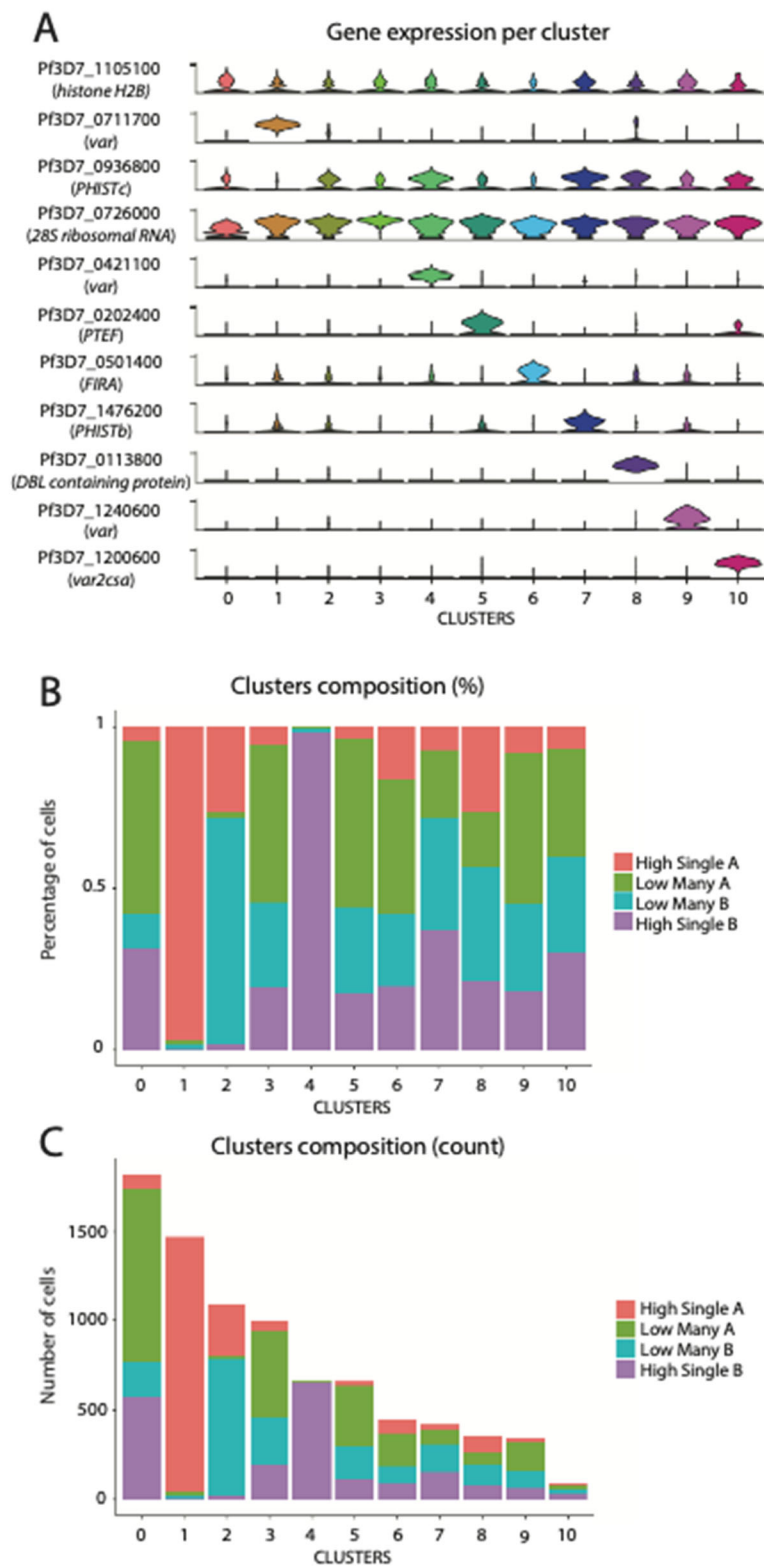 A
Gene expression per cluster
Pf3D7_1105100
(histone H2B)
Pf3D7_0711700
(var)
Pf3D7_0936800
(PHISTc)
Pf3D7_0726000
(28S ribosomal RNA)
Pf3D7_0421100
(var)
Pf3D7_0202400
(PTEF)
Pf3D7_0501400
(FIRA)
Pf3D7_1476200
(PHISTb)
Pf3D7_0113800
(DBL containing protein)
Pf3D7_1240600
(var)
Pf3D7_1200600
(var2csa)
0 1 2 3 4 5 6 7 8 9 10
CLUSTERS
B
Clusters composition (%)
Percentage of cells
1
0.5
0
High Single A
Low Many A
Low Many B
High Single B
0 1 2 3 4 5 6 7 8 9 10
CLUSTERS
C
Clusters composition (count)
Number of cells
1500
1000
500
0
High Single A
Low Many A
Low Many B
High Single B
0 1 2 3 4 5 6 7 8 9 10
CLUSTERS